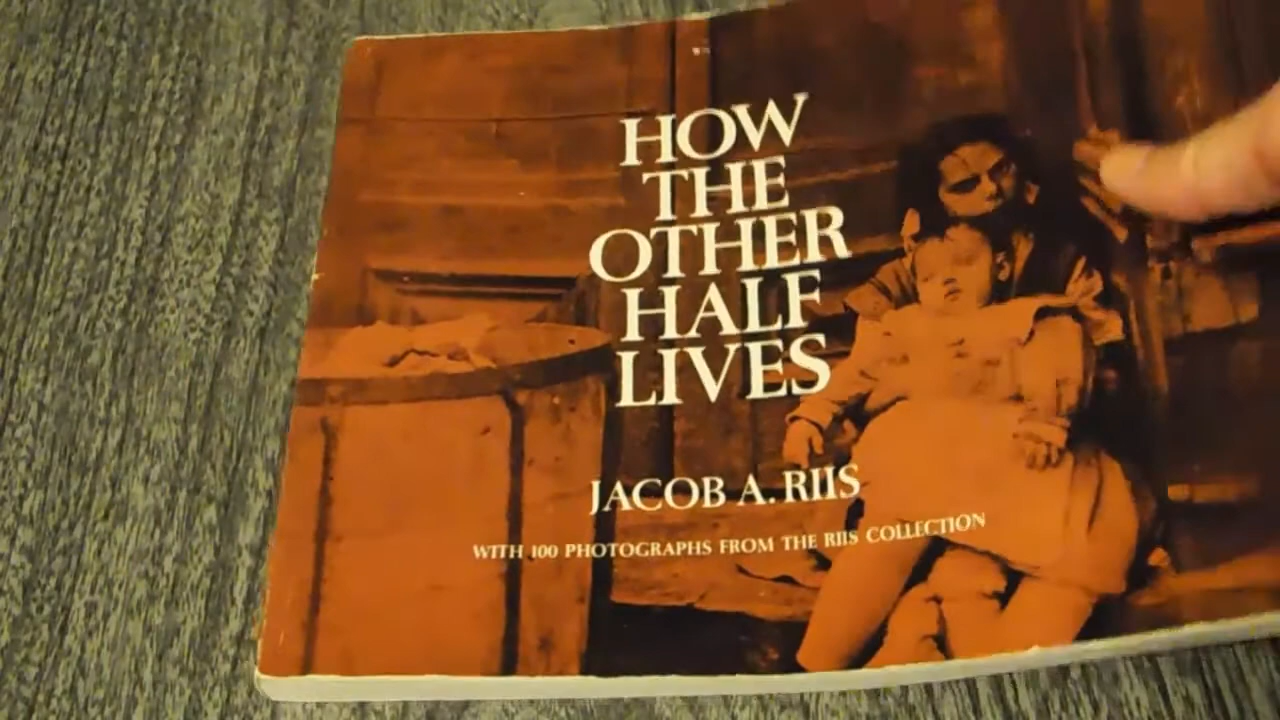 HOW
THE
OTHER
HALF
LIVES
JACOB A. RIIS
WITH 100 PHOTOGRAPHS FROM THE RIIS COLLECTION